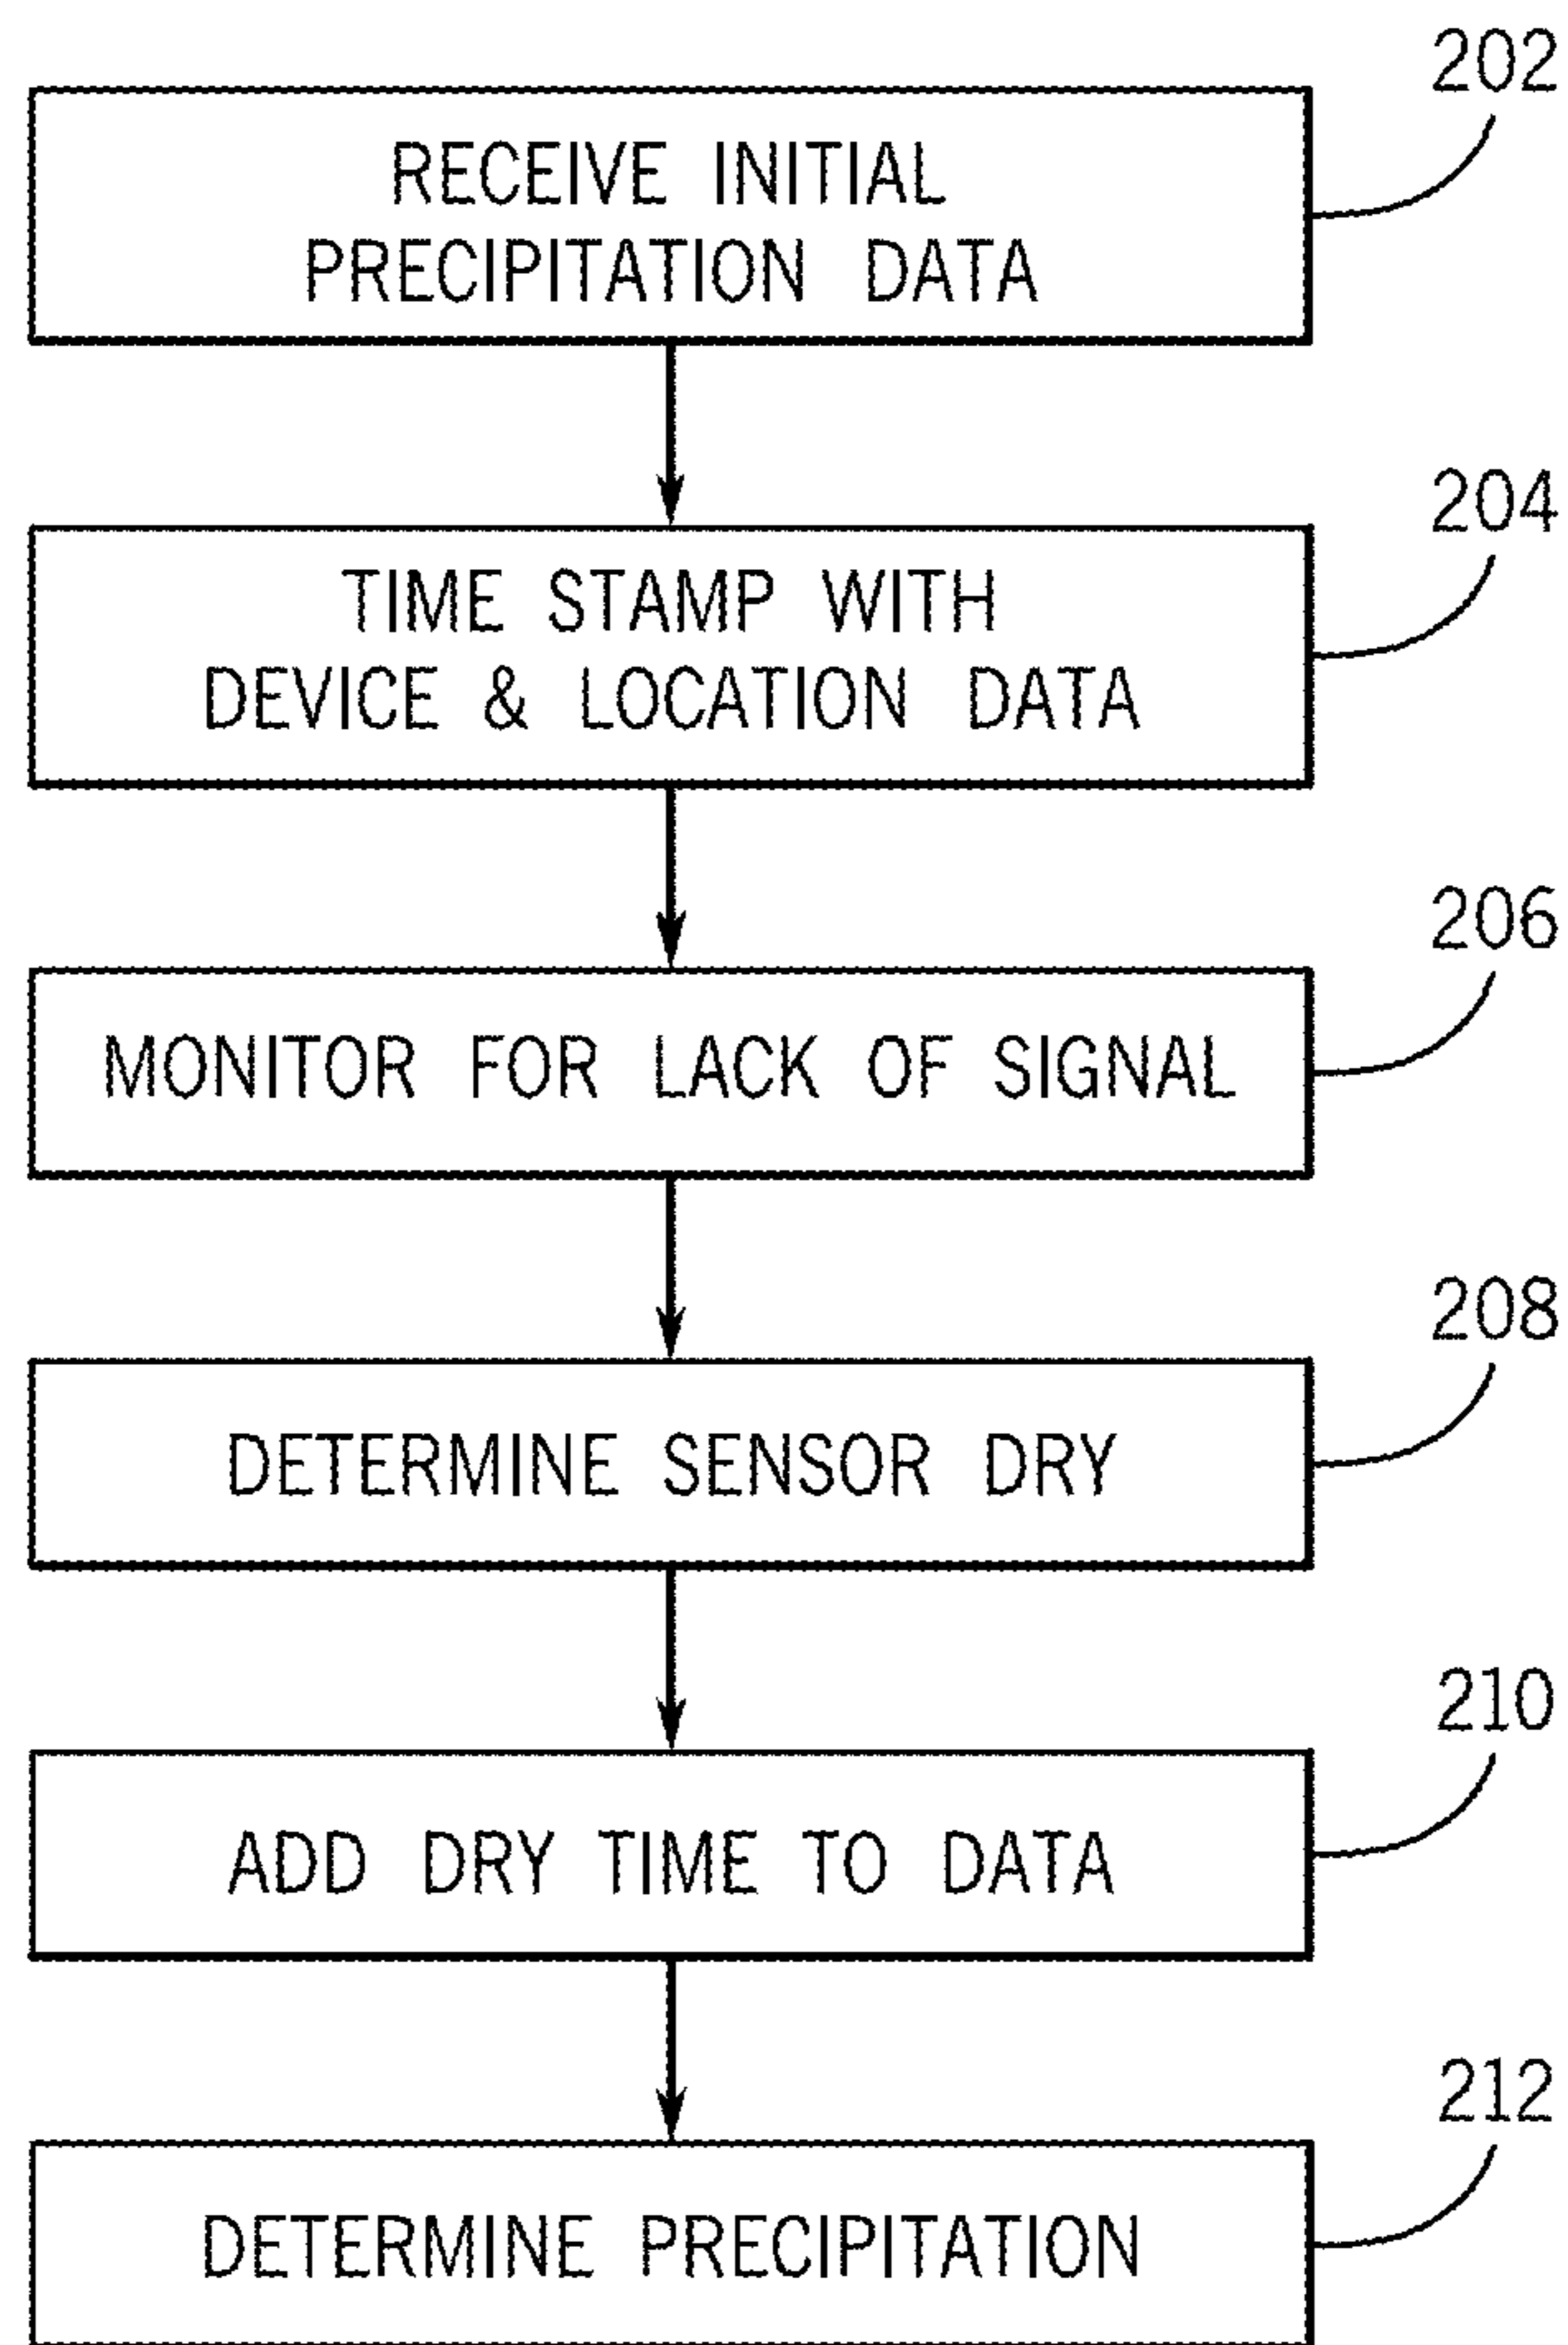 202
RECEIVE INITIAL
PRECIPITATION DATA
204
TIME STAMP WITH
DEVICE & LOCATION DATA
206
MONITOR FOR LACK OF SIGNAL
208
DETERMINE SENSOR DRY
210
ADD DRY TIME TO DATA
212
DETERMINE PRECIPITATION